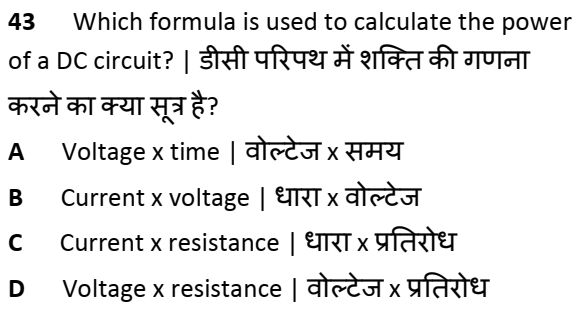 43 Which formula is used to calculate the power
of a DC circuit? | डीसी परिपथ में शक्ति की गणना
करने का क्या सूत्र है?
A Voltage x time | वोल्टेज x समय
B Current x voltage | धारा x वोल्टेज
C Current x resistance | धारा x प्रतिरोध
D Voltage x resistance | वोल्टेज x प्रतिरोध